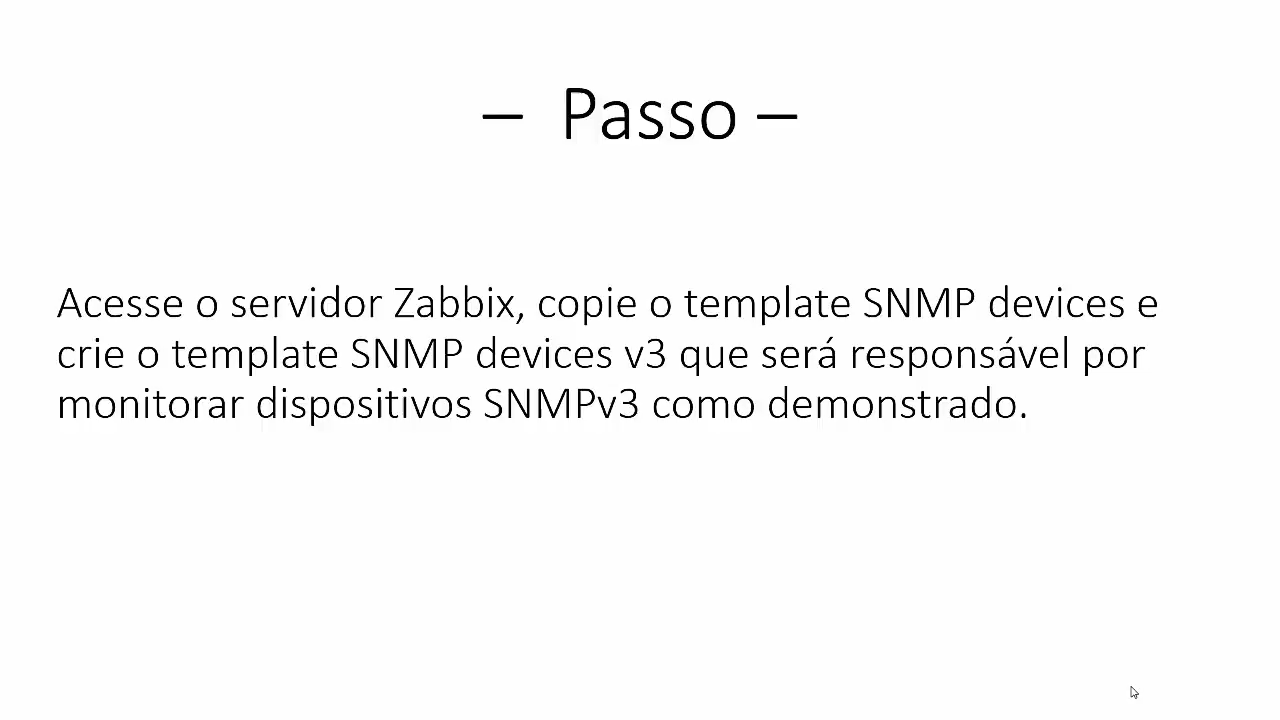 – Passo –
Acesse o servidor Zabbix, copie o template SNMP devices e
crie o template SNMP devices v3 que será responsável por
monitorar dispositivos SNMPv3 como demonstrado.